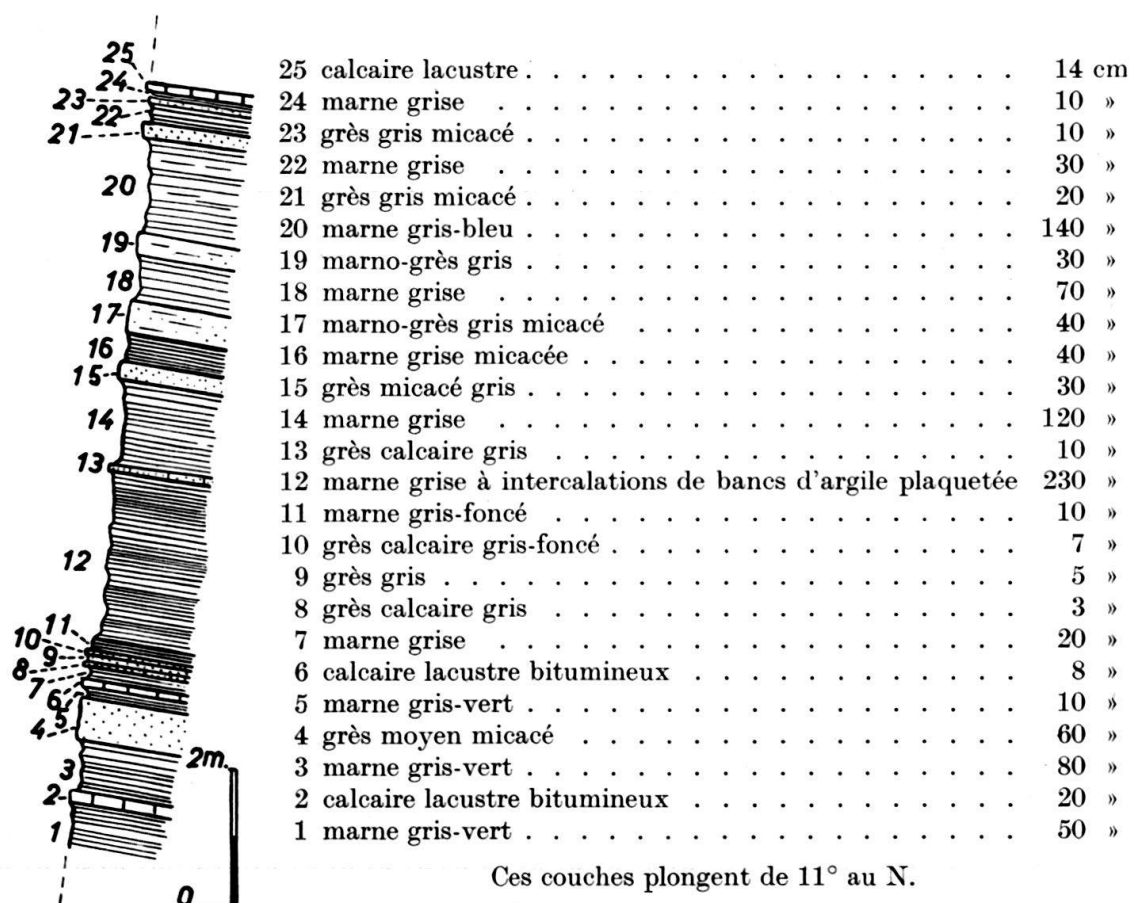 25 calcaire lacustre . . . . . . . . . . . . . . . . . . 14 cm
24 marne grise . . . . . . . . . . . . . . . . . . . 10 »
23 grès gris micacé . . . . . . . . . . . . . . . . . . 10 »
22 marne grise . . . . . . . . . . . . . . . . . . . 30 »
21 grès gris micacé . . . . . . . . . . . . . . . . . . 20 »
20 marne gris-bleu . . . . . . . . . . . . . . . . . . 140 »
19 marno-grès gris . . . . . . . . . . . . . . . . . . 30 »
18 marne grise . . . . . . . . . . . . . . . . . . . 70 »
17 marno-grès gris micacé . . . . . . . . . . . . . . 40 »
16 marne grise micacée . . . . . . . . . . . . . . . . 40 »
15 grès micacé gris . . . . . . . . . . . . . . . . . . 30 »
14 marne grise . . . . . . . . . . . . . . . . . . . 120 »
13 grès calcaire gris . . . . . . . . . . . . . . . . . 10 »
12 marne grise à intercalations de bancs d'argile plaquetée 230 »
11 marne gris-foncé . . . . . . . . . . . . . . . . . 10 »
10 grès calcaire gris-foncé . . . . . . . . . . . . . . . 7 »
9 grès gris . . . . . . . . . . . . . . . . . . . . . 5 »
8 grès calcaire gris . . . . . . . . . . . . . . . . . 3 »
7 marne grise . . . . . . . . . . . . . . . . . . . 20 »
6 calcaire lacustre bitumineux . . . . . . . . . . . . 8 »
5 marne gris-vert . . . . . . . . . . . . . . . . . . 10 »
4 grès moyen micacé . . . . . . . . . . . . . . . . 60 »
3 marne gris-vert . . . . . . . . . . . . . . . . . . 80 »
2 calcaire lacustre bitumineux . . . . . . . . . . . . 20 »
1 marne gris-vert . . . . . . . . . . . . . . . . . . 50 »
Ces couches plongent de 11° au N.
25
24
23
22
21
20
19
18
17
16
15
14
13
12
11
10
9
8
7
6
5
4
3
2
1
2m.
0